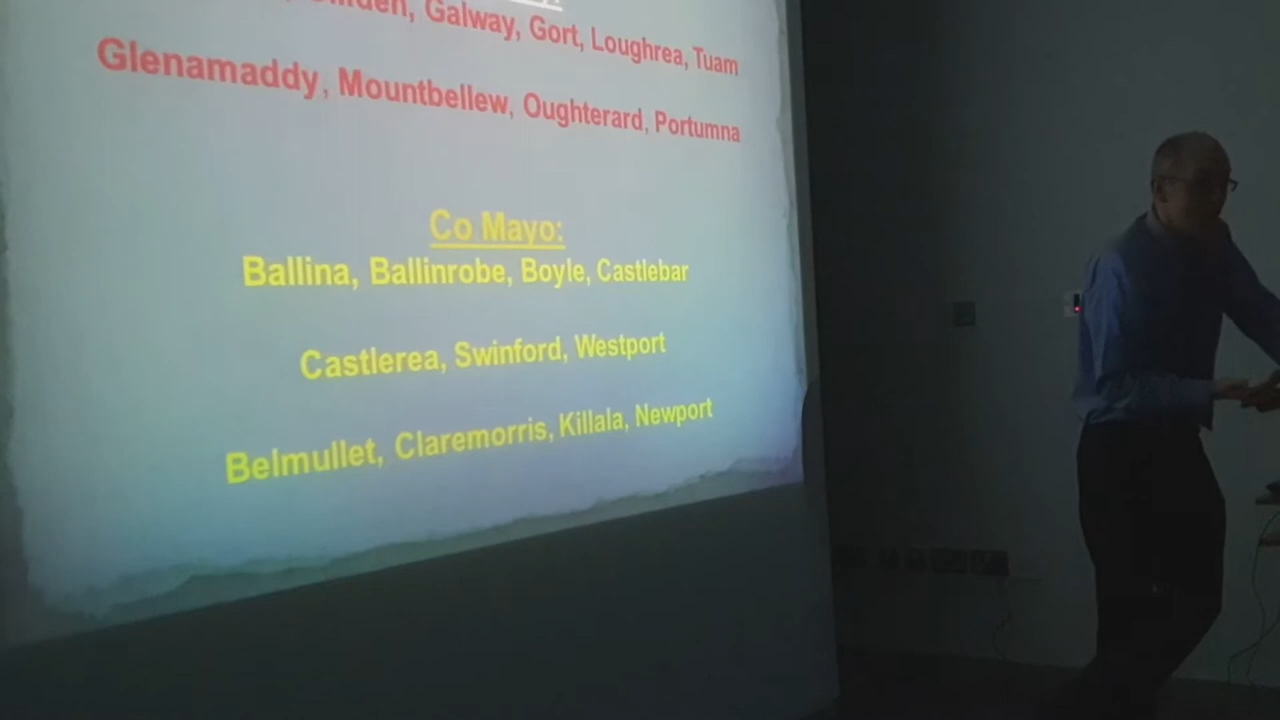 Galway, Gort, Loughrea, Tuam
Glenamaddy, Mountbellew, Oughterard, Portumna
Co Mayo:
Ballina, Ballinrobe, Boyle, Castlebar
Castlerea, Swinford, Westport
Belmullet, Claremorris, Killala, Newport